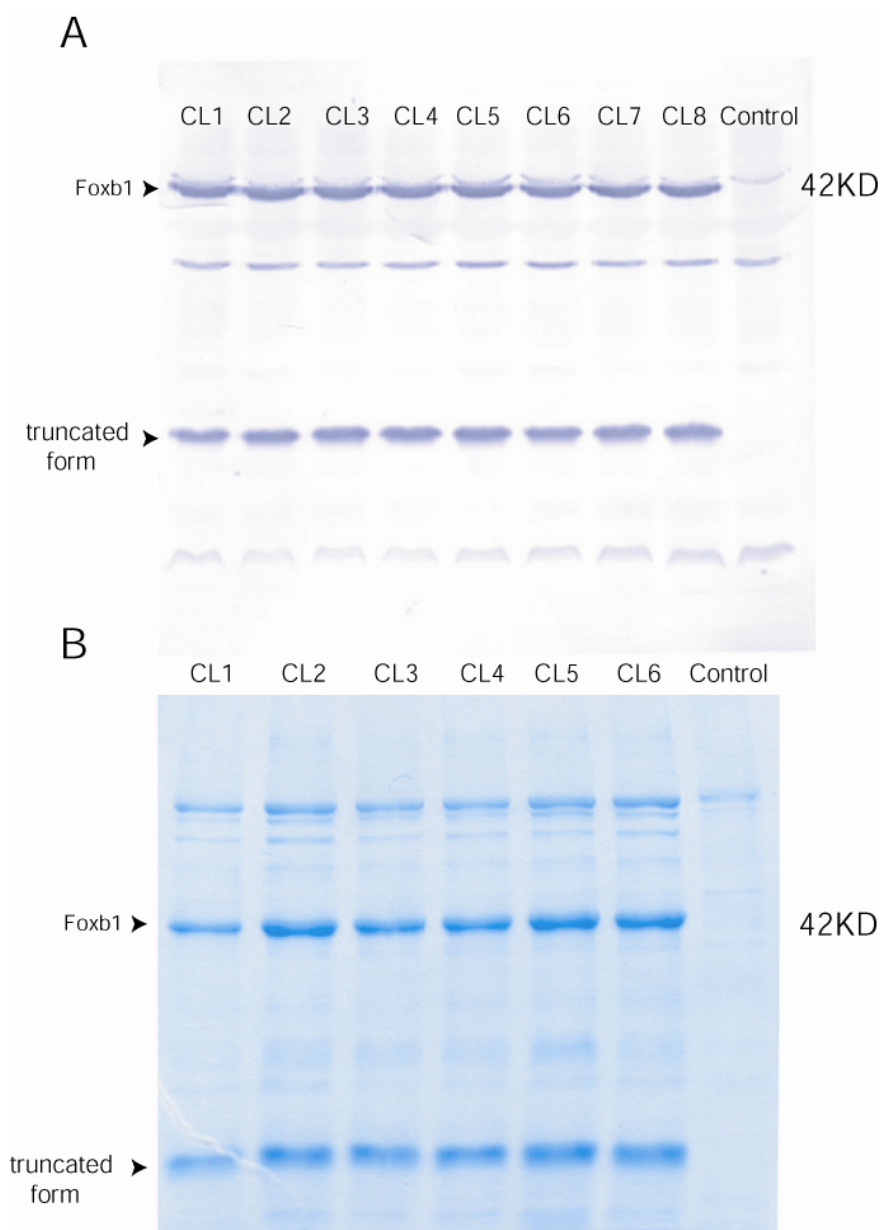 A
CL1 CL2 CL3 CL4 CL5 CL6 CL7 CL8 Control
Foxb1
42KD
truncated
form
B
CL1 CL2 CL3 CL4 CL5 CL6 Control
Foxb1
42KD
truncated
form